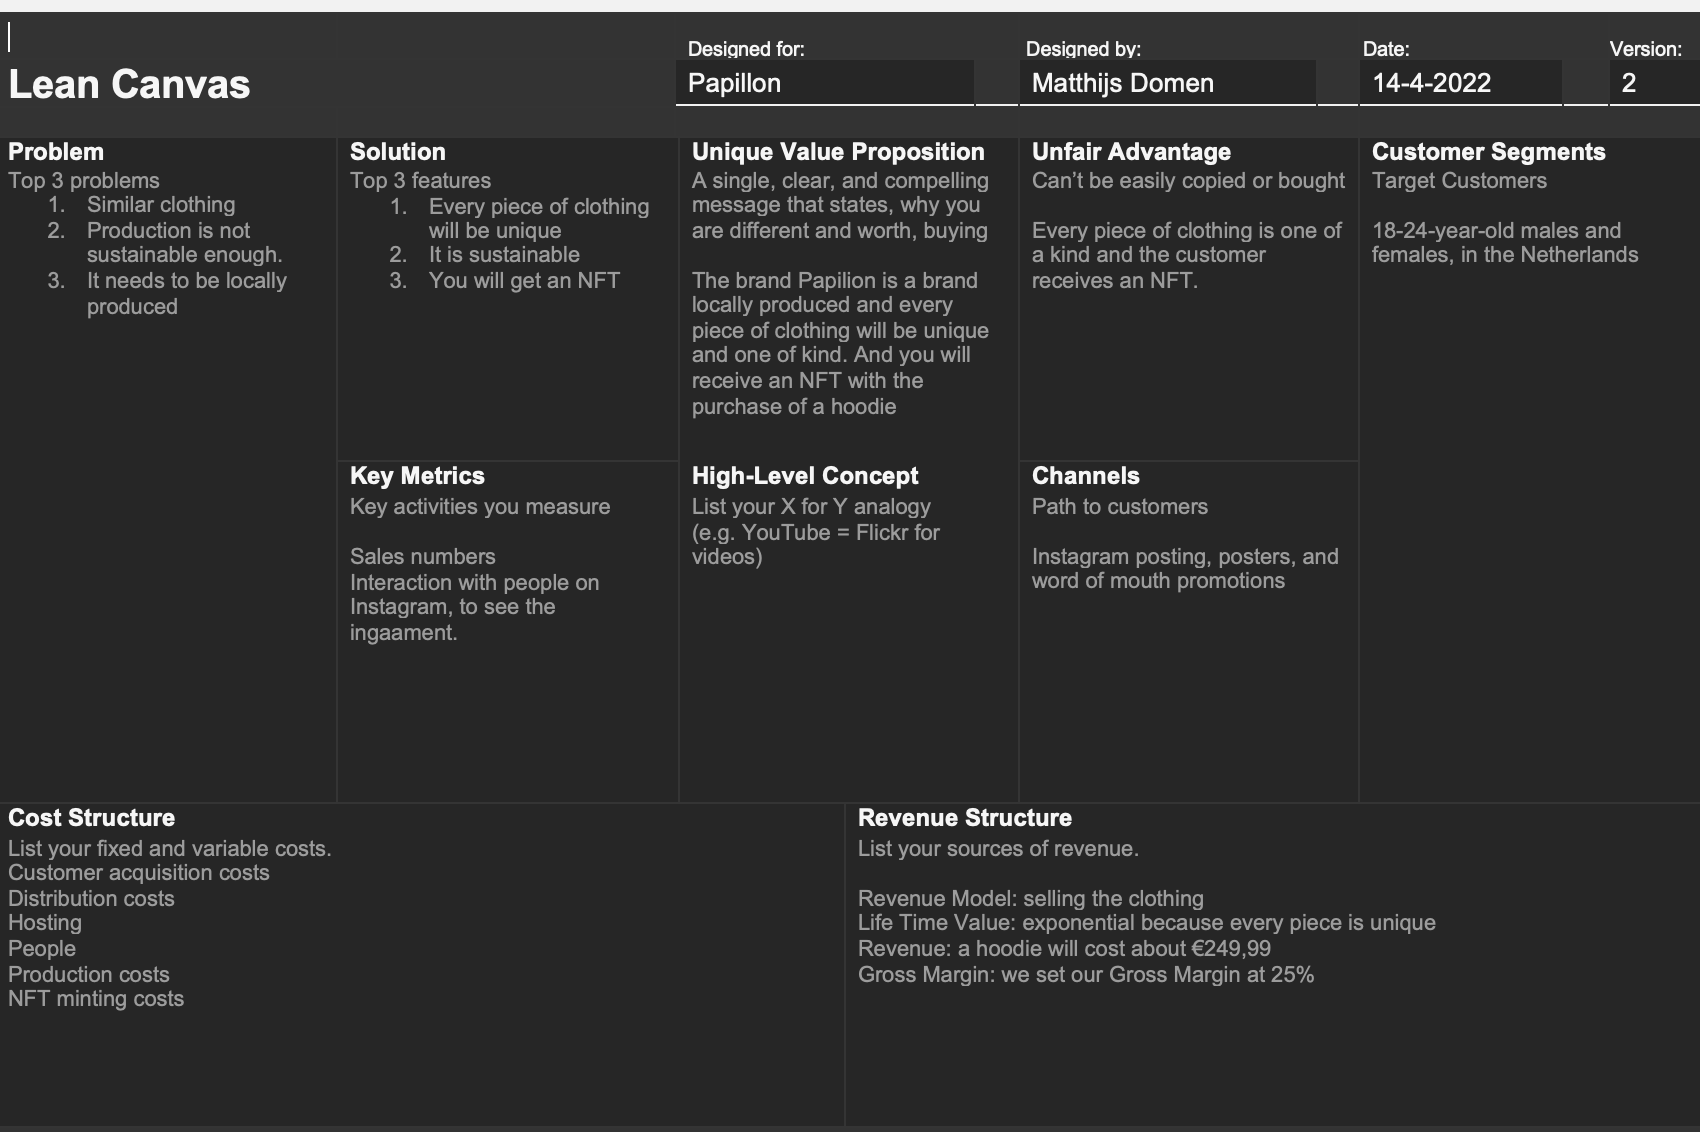 Lean Canvas
Designed for:
Papillon
Designed by:
Matthijs Domen
Date:
14-4-2022
Version:
2
Problem
Top 3 problems
1. Similar clothing
2. Production is not
sustainable enough.
3. It needs to be locally
produced
Solution
Top 3 features
1. Every piece of clothing
will be unique
2. It is sustainable
3. You will get an NFT
Key Metrics
Key activities you measure
Sales numbers
Interaction with people on
Instagram, to see the
ingaament.
Unique Value Proposition
A single, clear, and compelling
message that states, why you
are different and worth, buying
The brand Papilion is a brand
locally produced and every
piece of clothing will be unique
and one of kind. And you will
receive an NFT with the
purchase of a hoodie
High-Level Concept
List your X for Y analogy
(e.g. YouTube = Flickr for
videos)
Unfair Advantage
Can’t be easily copied or bought
Every piece of clothing is one of
a kind and the customer
receives an NFT.
Channels
Path to customers
Instagram posting, posters, and
word of mouth promotions
Customer Segments
Target Customers
18-24-year-old males and
females, in the Netherlands
Cost Structure
List your fixed and variable costs.
Customer acquisition costs
Distribution costs
Hosting
People
Production costs
NFT minting costs
Revenue Structure
List your sources of revenue.
Revenue Model: selling the clothing
Life Time Value: exponential because every piece is unique
Revenue: a hoodie will cost about €249,99
Gross Margin: we set our Gross Margin at 25%